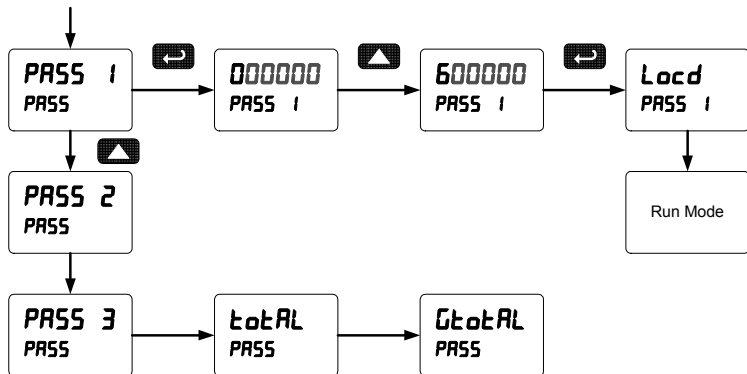 PASS 1
PASS
000000
PASS 1
600000
PASS 1
Locd
PASS 1
PASS 2
PASS
Run Mode
PASS 3
PASS
totAL
PASS
GtotAL
PASS